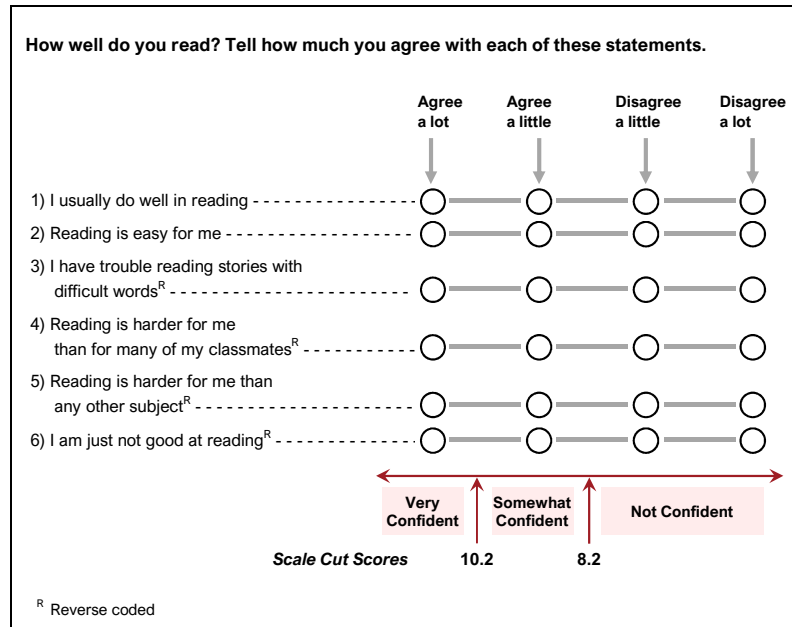 How well do you read? Tell how much you agree with each of these statements.
Agree a lot
Agree a little
Disagree a little
Disagree a lot
1) I usually do well in reading
2) Reading is easy for me
3) I have trouble reading stories with
difficult words^R
4) Reading is harder for me
than for many of my classmates^R
5) Reading is harder for me than
any other subject^R
6) I am just not good at reading^R
Very Confident
Somewhat Confident
Not Confident
Scale Cut Scores 10.2 8.2
^R Reverse coded